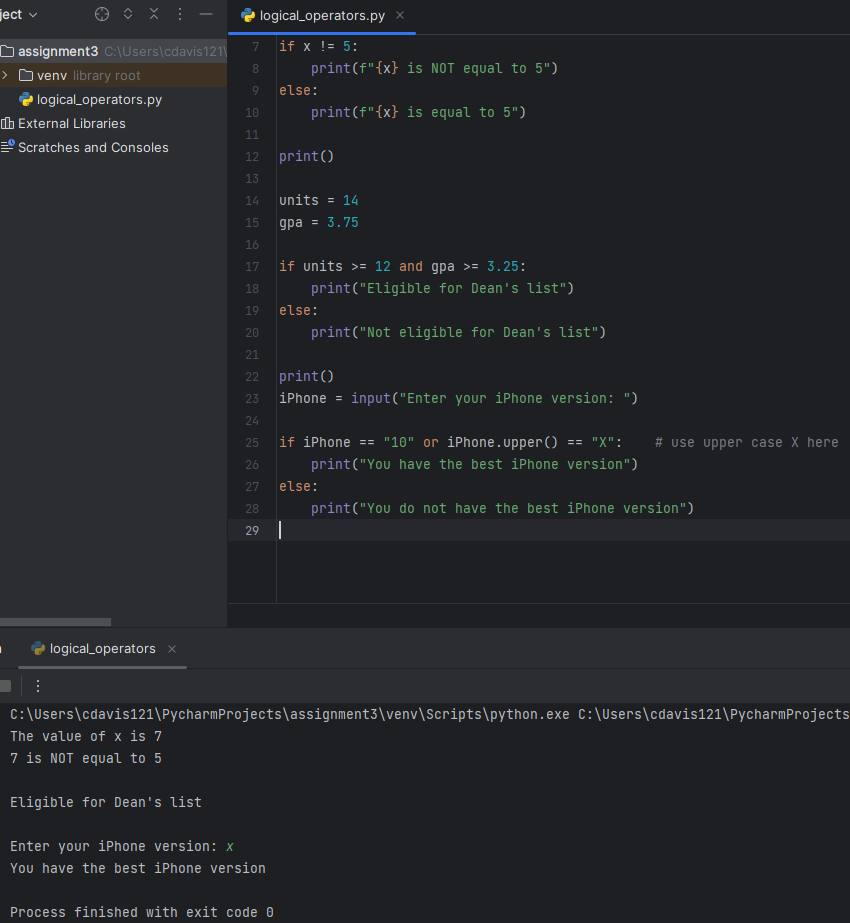 ject
logical_operators.py
assignment3 C:\Users\cdavis121\
venv library root
logical_operators.py
External Libraries
Scratches and Consoles
7 if x != 5:
8 print(f"{x} is NOT equal to 5")
9 else:
10 print(f"{x} is equal to 5")
11
12 print()
13
14 units = 14
15 gpa = 3.75
16
17 if units >= 12 and gpa >= 3.25:
18 print("Eligible for Dean's list")
19 else:
20 print("Not eligible for Dean's list")
21
22 print()
23 iPhone = input("Enter your iPhone version: ")
24
25 if iPhone == "10" or iPhone.upper() == "X": # use upper case X here
26 print("You have the best iPhone version")
27 else:
28 print("You do not have the best iPhone version")
29
logical_operators
C:\Users\cdavis121\PycharmProjects\assignment3\venv\Scripts\python.exe C:\Users\cdavis121\PycharmProjects
The value of x is 7
7 is NOT equal to 5
Eligible for Dean's list
Enter your iPhone version: x
You have the best iPhone version
Process finished with exit code 0